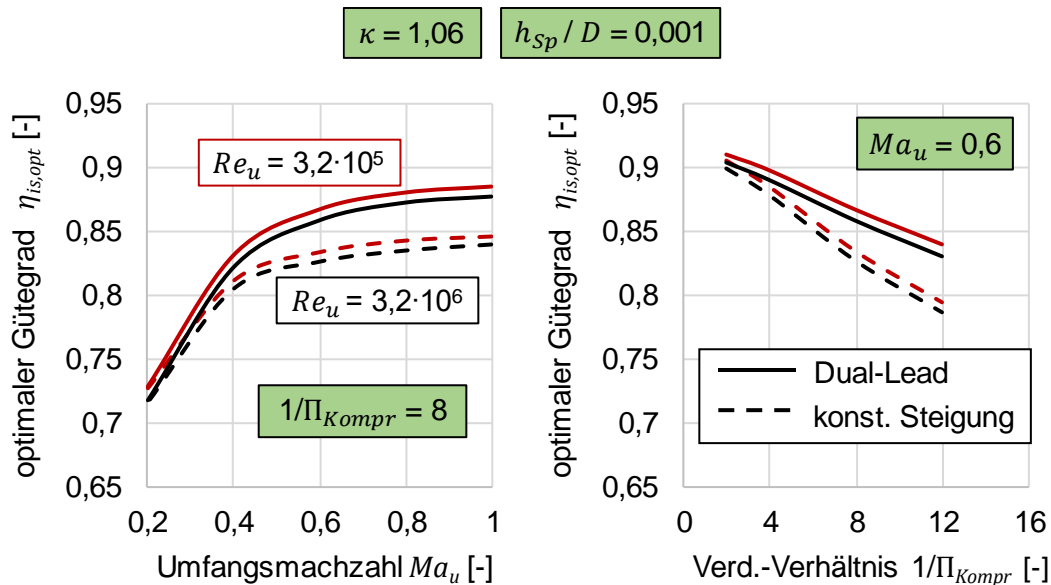 κ = 1,06
h_Sp / D = 0,001
optimaler Gütegrad η_is,opt [-]
0,95
0,9
0,85
0,8
0,75
0,7
0,65
Re_u = 3,2·10⁵
Re_u = 3,2·10⁶
1/Π_Kompr = 8
0,2
0,4
0,6
0,8
1
Umfangsmachzahl Ma_u [-]
optimaler Gütegrad η_is,opt [-]
0,95
0,9
0,85
0,8
0,75
0,7
0,65
Ma_u = 0,6
Dual-Lead
konst. Steigung
0
4
8
12
16
Verd.-Verhältnis 1/Π_Kompr [-]